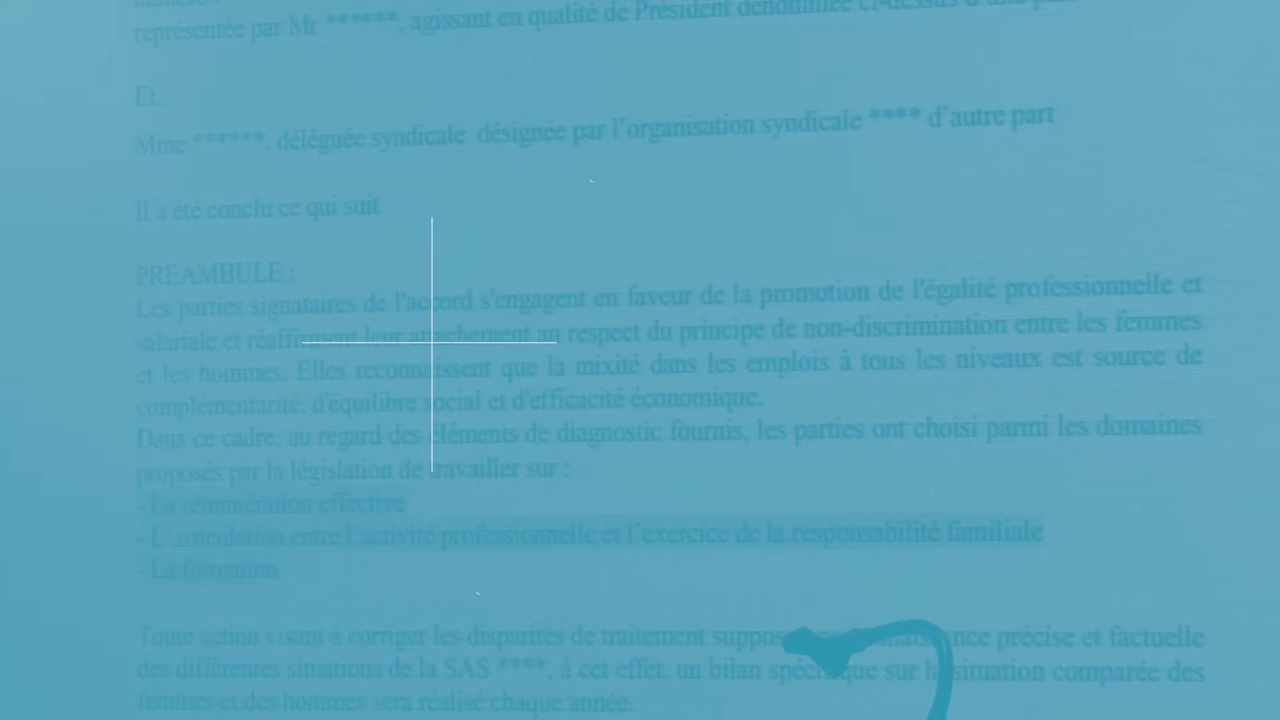 représentée par Mr ******, agissant en qualité de Président dénommée ci-dessus d'une
Et,
Mme ******, déléguée syndicale désignée par l'organisation syndicale **** d'autre part
Il a été conclu ce qui suit
PREAMBULE :
Les parties signataires de l'accord s'engagent en faveur de la promotion de l'égalité professionnelle et
salariale et réaffirment leur attachement au respect du principe de non-discrimination entre les femmes
et les hommes. Elles reconnaissent que la mixité dans les emplois à tous les niveaux est source de
complémentarité, d'équilibre social et d'efficacité économique.
Dans ce cadre, au regard des éléments de diagnostic fournis, les parties ont choisi parmi les domaines
proposés par la législation de travailler sur :
- La rémunération effective
- L'articulation entre l'activité professionnelle et l'exercice de la responsabilité familiale
- La formation
Toute action visant à corriger les disparités de traitement précise et factuelle
des différentes situations de la SAS ****, à cet effet, un bilan spécifique sur la situation comparée des
femmes et des hommes sera réalisé chaque année.